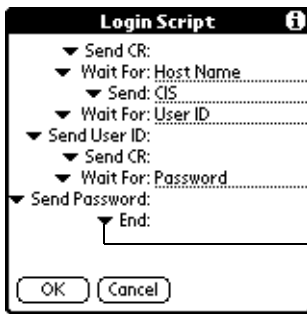 Login Script
Send CR:
Wait For: Host Name
Send: CIS
Wait For: User ID
Send User ID:
Send CR:
Wait For: Password
Send Password:
End:
OK Cancel